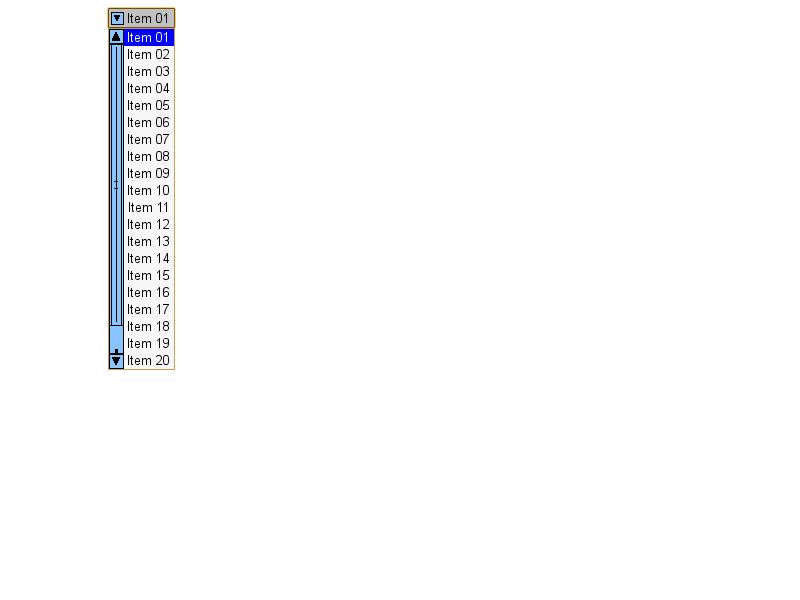 Item 01
Item 01
Item 02
Item 03
Item 04
Item 05
Item 06
Item 07
Item 08
Item 09
Item 10
Item 11
Item 12
Item 13
Item 14
Item 15
Item 16
Item 17
Item 18
Item 19
Item 20